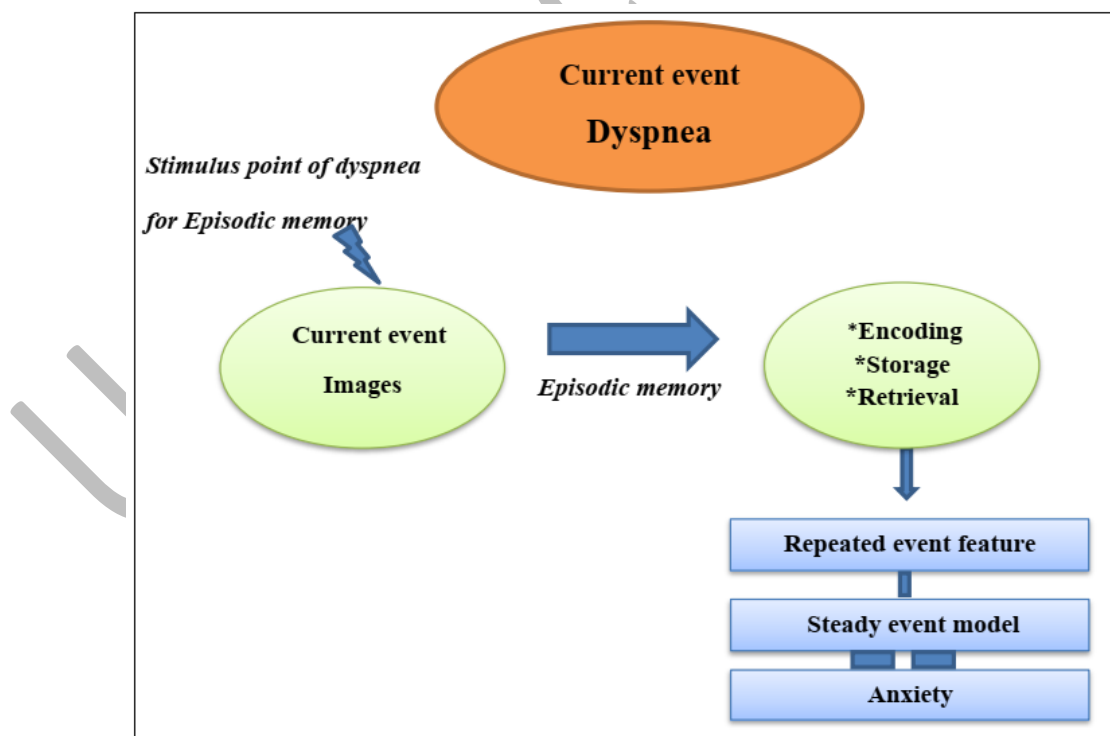 Current event
Dyspnea
Stimulus point of dyspnea
for Episodic memory
Current event
Images
Episodic memory
*Encoding
*Storage
*Retrieval
Repeated event feature
Steady event model
Anxiety